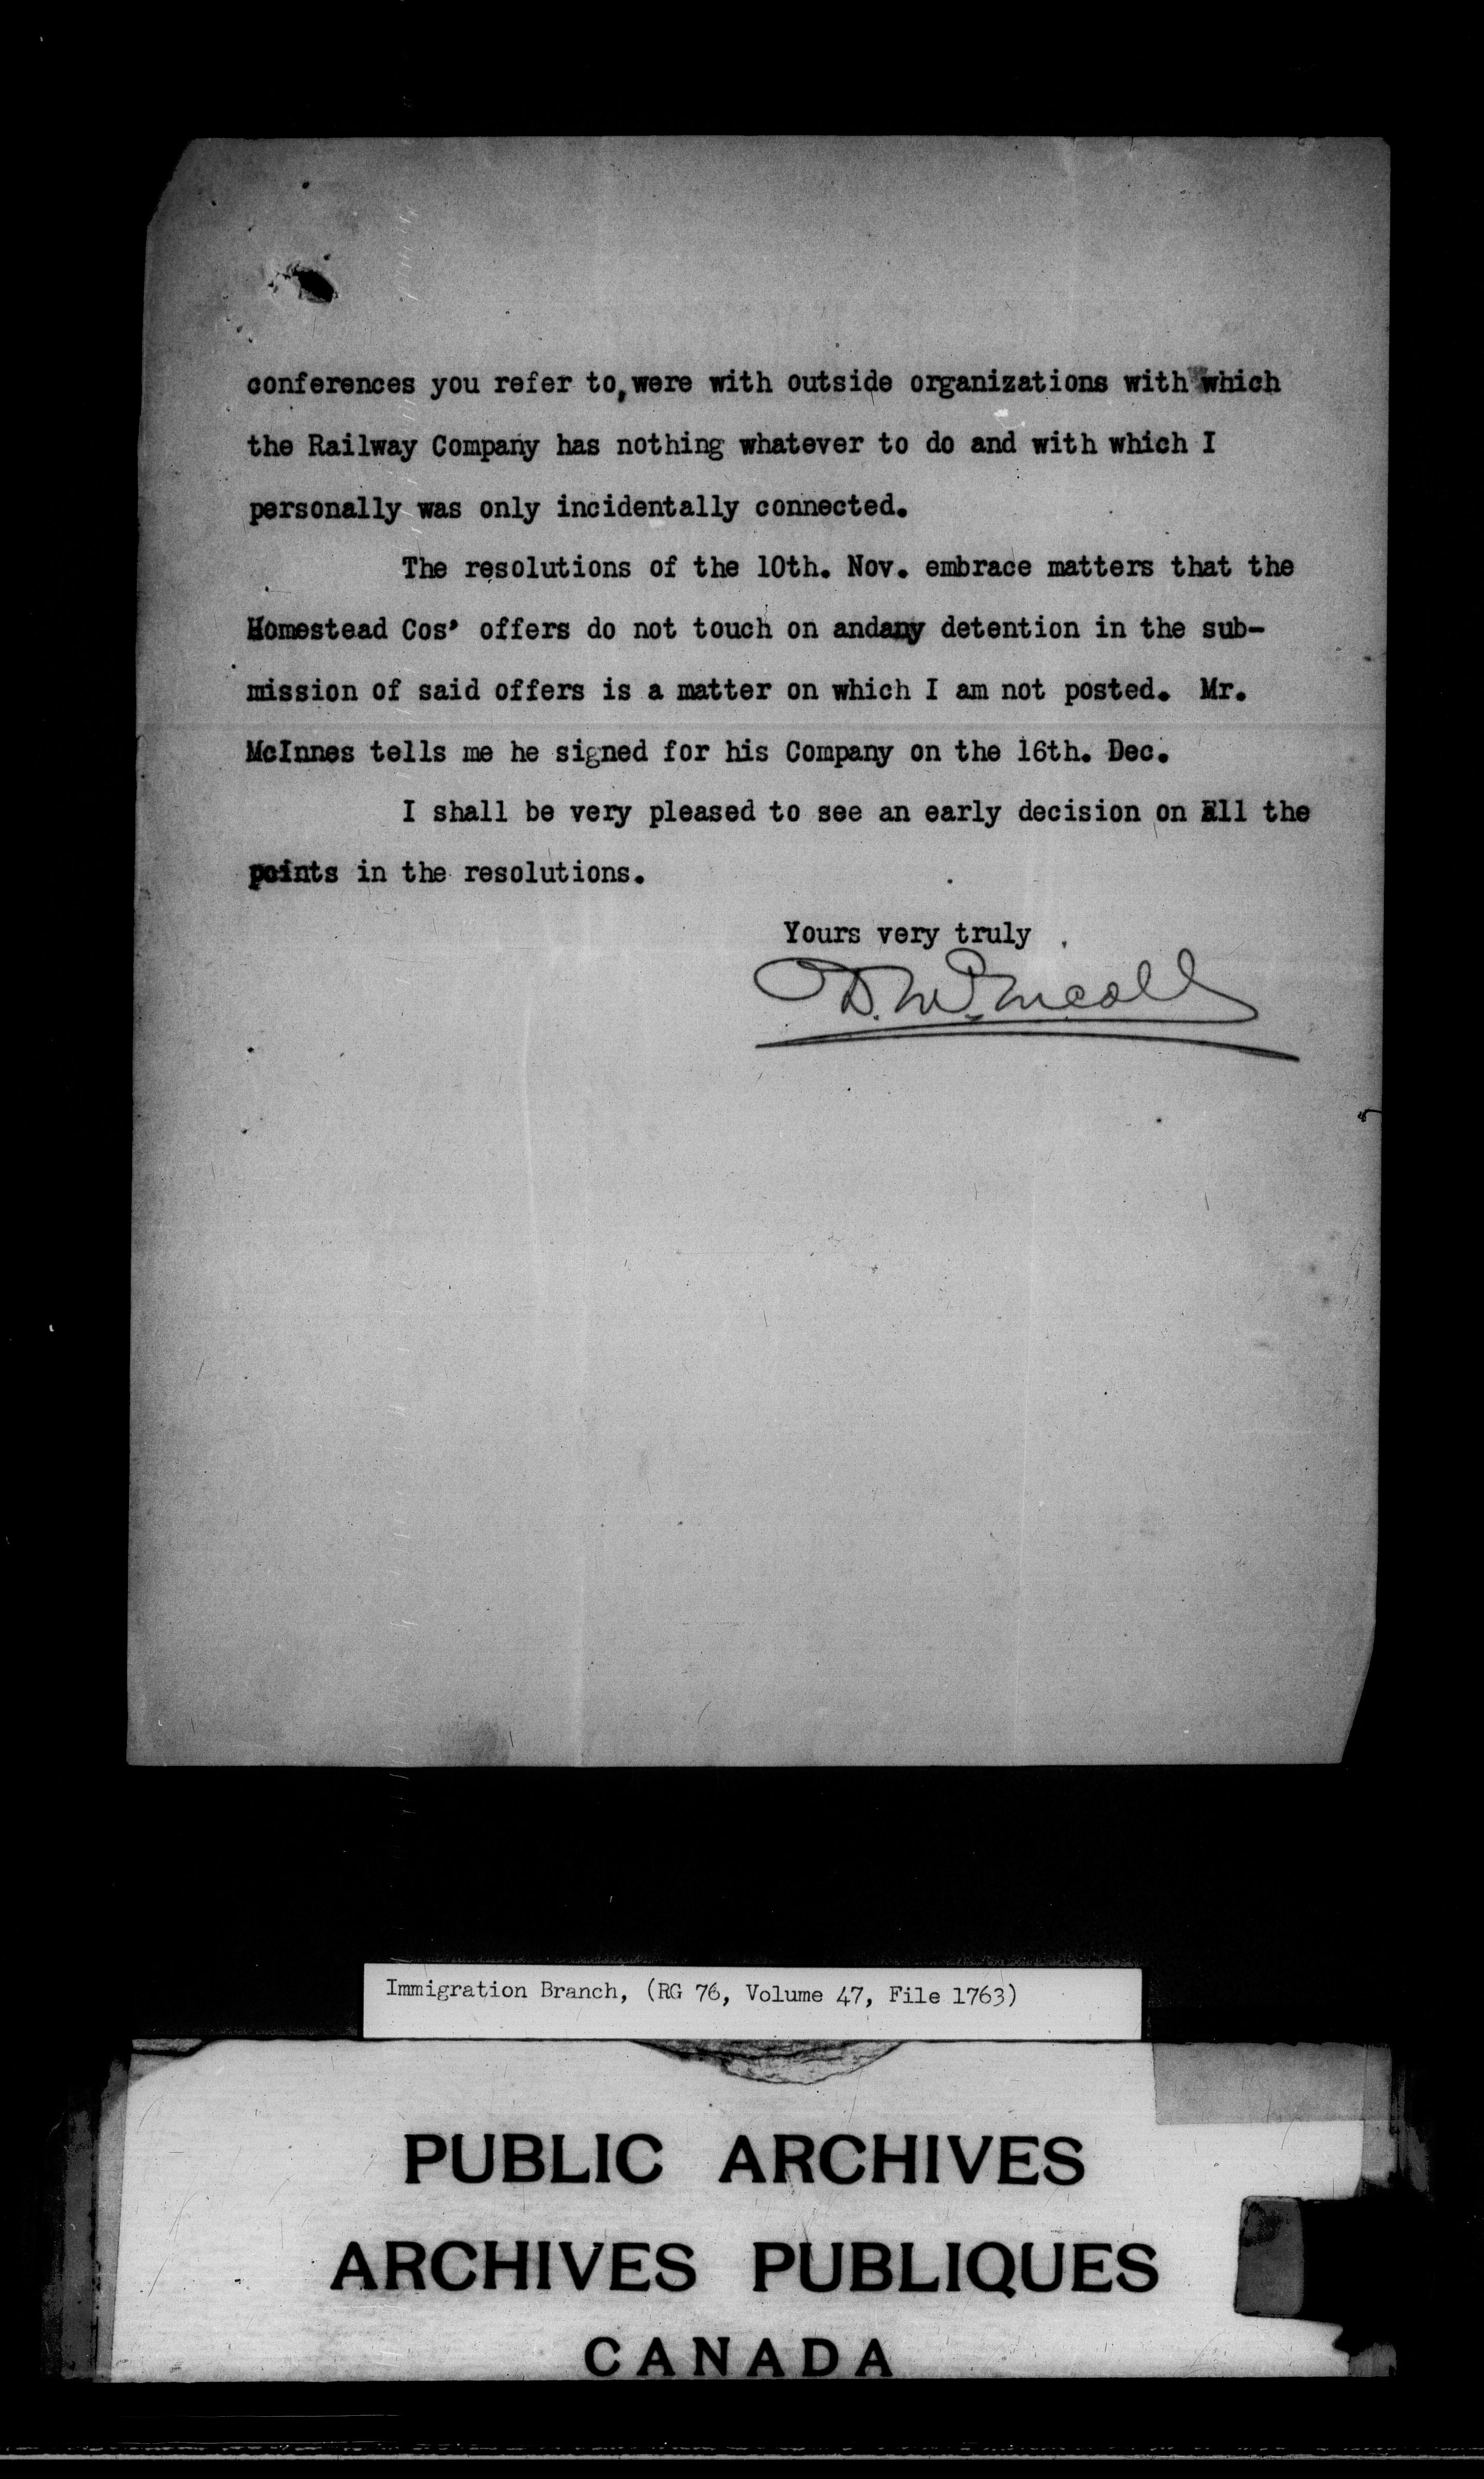 conferences you refer to, were with outside organizations with which
the Railway Company has nothing whatever to do and with which I
personally was only incidentally connected.
The resolutions of the 10th. Nov. embrace matters that the
Homestead Cos' offers do not touch on andany detention in the sub-
mission of said offers is a matter on which I am not posted. Mr.
McInnes tells me he signed for his Company on the 16th. Dec.
I shall be very pleased to see an early decision on all the
points in the resolutions.
Yours very truly
D. McNicoll
Immigration Branch, (RG 76, Volume 47, File 1763)
PUBLIC ARCHIVES
ARCHIVES PUBLIQUES
CANADA